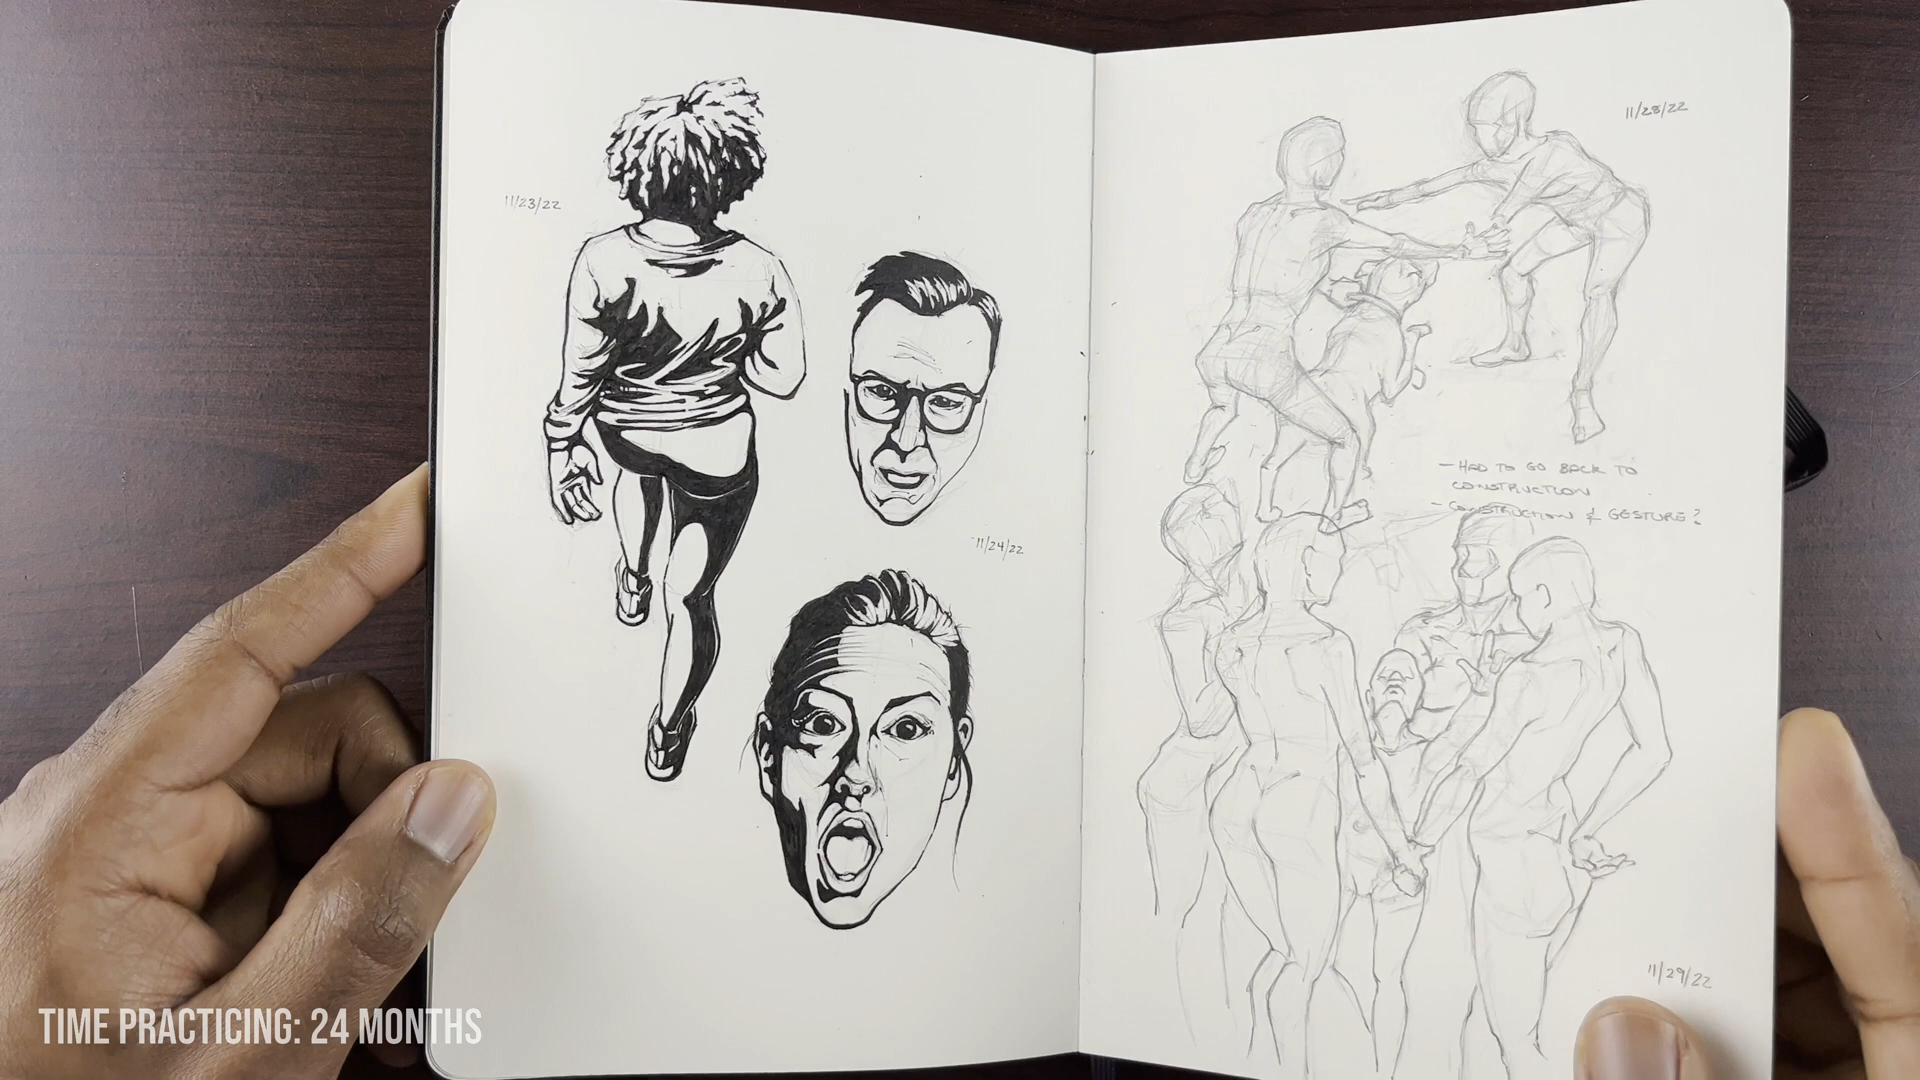 11/23/22
11/24/22
11/28/22
- HAD TO GO BACK TO
CONSTRUCTION
- CONSTRUCTION & GESTURE?
11/29/22
TIME PRACTICING: 24 MONTHS